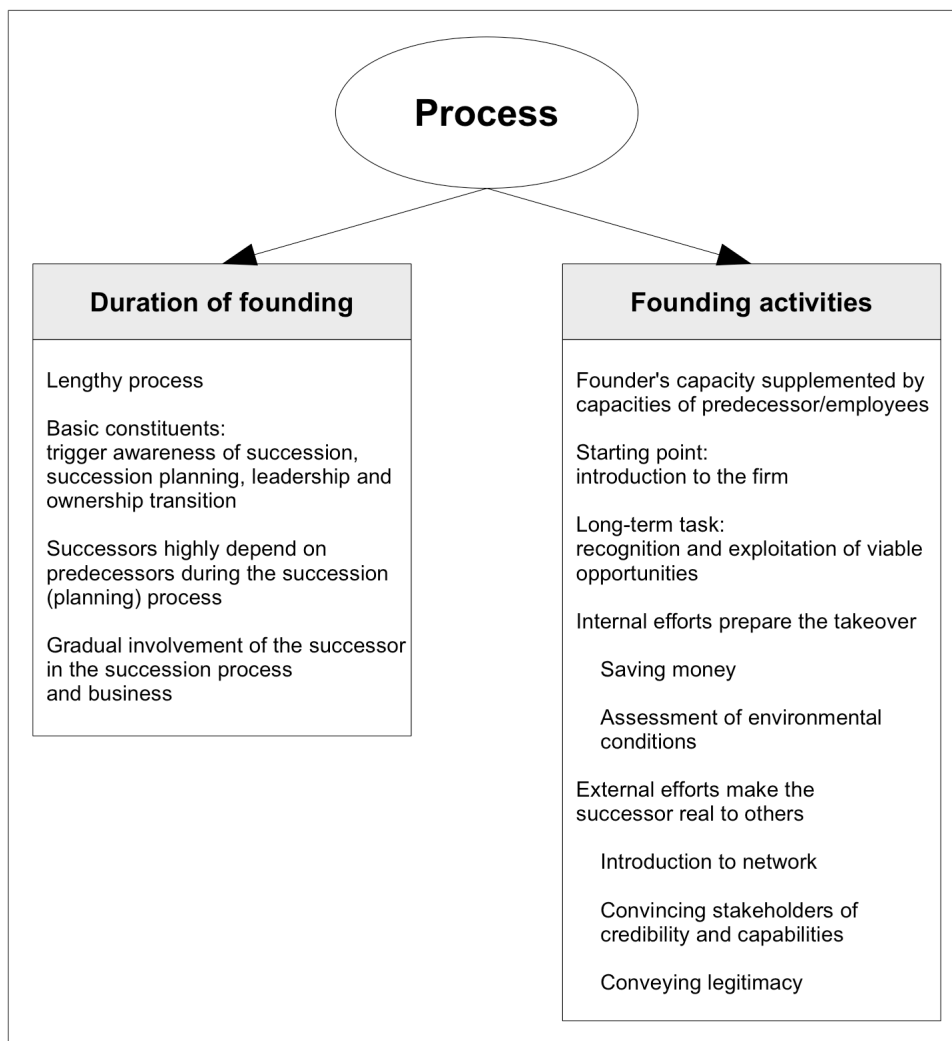 Process
Duration of founding
Lengthy process
Basic constituents:
trigger awareness of succession,
succession planning, leadership and
ownership transition
Successors highly depend on
predecessors during the succession
(planning) process
Gradual involvement of the successor
in the succession process
and business
Founding activities
Founder's capacity supplemented by
capacities of predecessor/employees
Starting point:
introduction to the firm
Long-term task:
recognition and exploitation of viable
opportunities
Internal efforts prepare the takeover
Saving money
Assessment of environmental
conditions
External efforts make the
successor real to others
Introduction to network
Convincing stakeholders of
credibility and capabilities
Conveying legitimacy